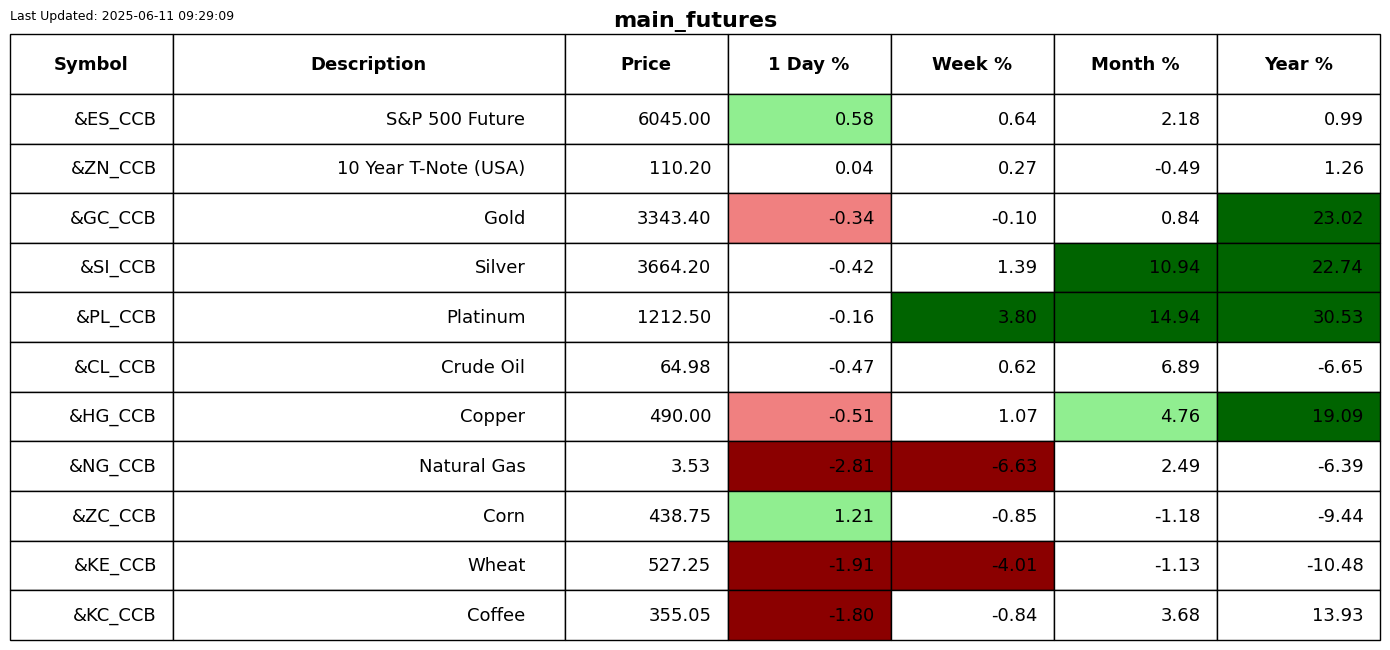 Last Updated: 2025-06-11 09:29:09
main_futures
Symbol Description Price 1 Day % Week % Month % Year %
&ES_CCB S&P 500 Future 6045.00 0.58 0.64 2.18 0.99
&ZN_CCB 10 Year T-Note (USA) 110.20 0.04 0.27 -0.49 1.26
&GC_CCB Gold 3343.40 -0.34 -0.10 0.84 23.02
&SI_CCB Silver 3664.20 -0.42 1.39 10.94 22.74
&PL_CCB Platinum 1212.50 -0.16 3.80 14.94 30.53
&CL_CCB Crude Oil 64.98 -0.47 0.62 6.89 -6.65
&HG_CCB Copper 490.00 -0.51 1.07 4.76 19.09
&NG_CCB Natural Gas 3.53 -2.81 -6.63 2.49 -6.39
&ZC_CCB Corn 438.75 1.21 -0.85 -1.18 -9.44
&KE_CCB Wheat 527.25 -1.91 -4.01 -1.13 -10.48
&KC_CCB Coffee 355.05 -1.80 -0.84 3.68 13.93